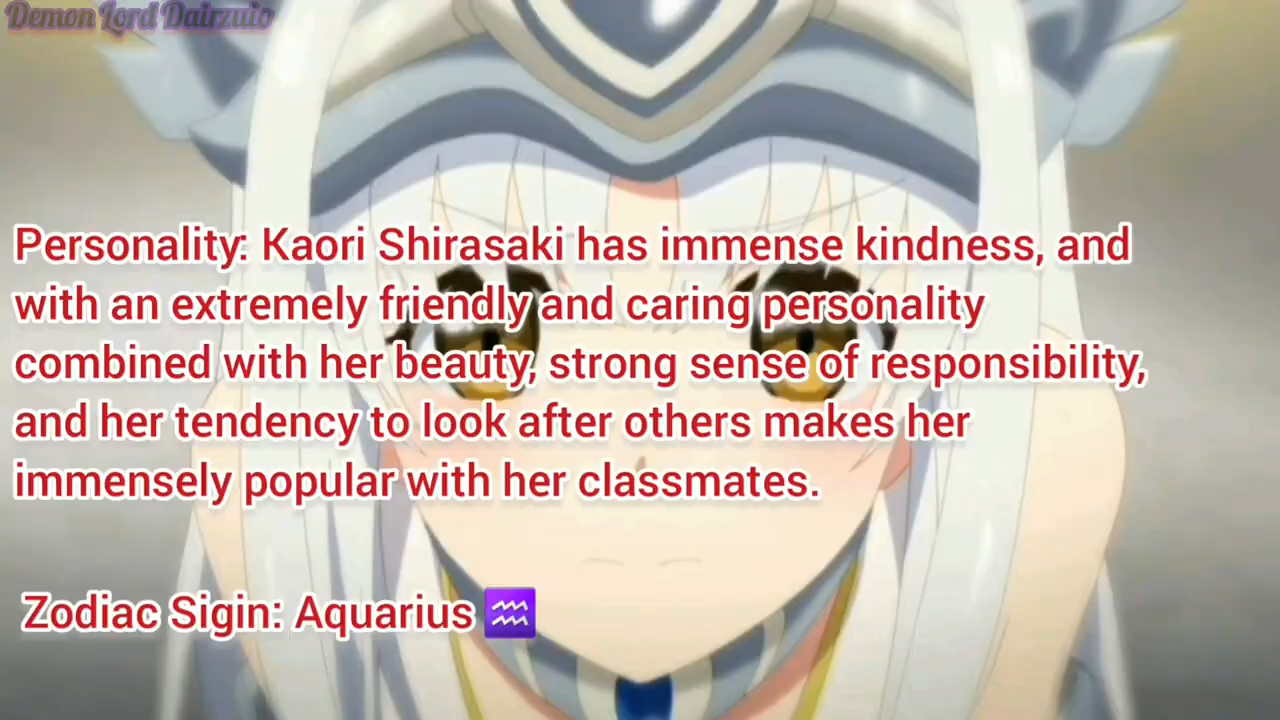 Demon Lord Dairzuio
Personality: Kaori Shirasaki has immense kindness, and
with an extremely friendly and caring personality
combined with her beauty, strong sense of responsibility,
and her tendency to look after others makes her
immensely popular with her classmates.
Zodiac Sigin: Aquarius ♒